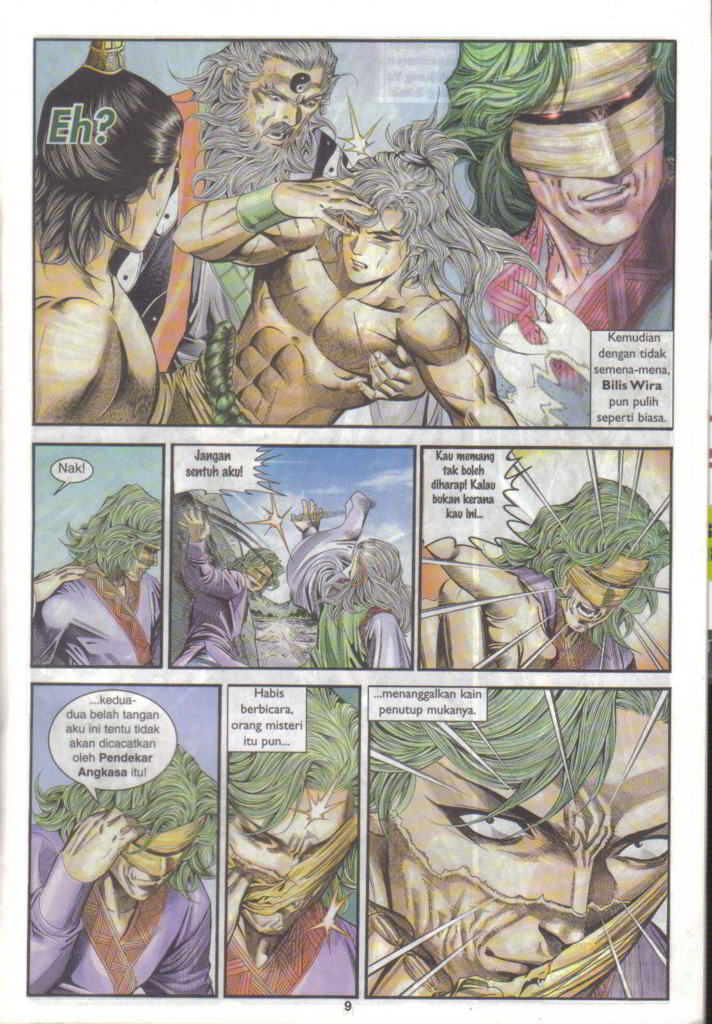 Eh?
Kemudian
dengan tidak
semena-mena,
Bilis Wira
pun pulih
seperti biasa.
Nak!
Jangan
sentuh aku!
Kau memang
tak boleh
diharap! Kalau
bukan kerana
kau ini...
...kedua-
dua belah tangan
aku ini tentu tidak
akan dicacatkan
oleh Pendekar
Angkasa itu!
Habis
berbicara,
orang misteri
itu pun...
...menanggalkan kain
penutup mukanya.
9